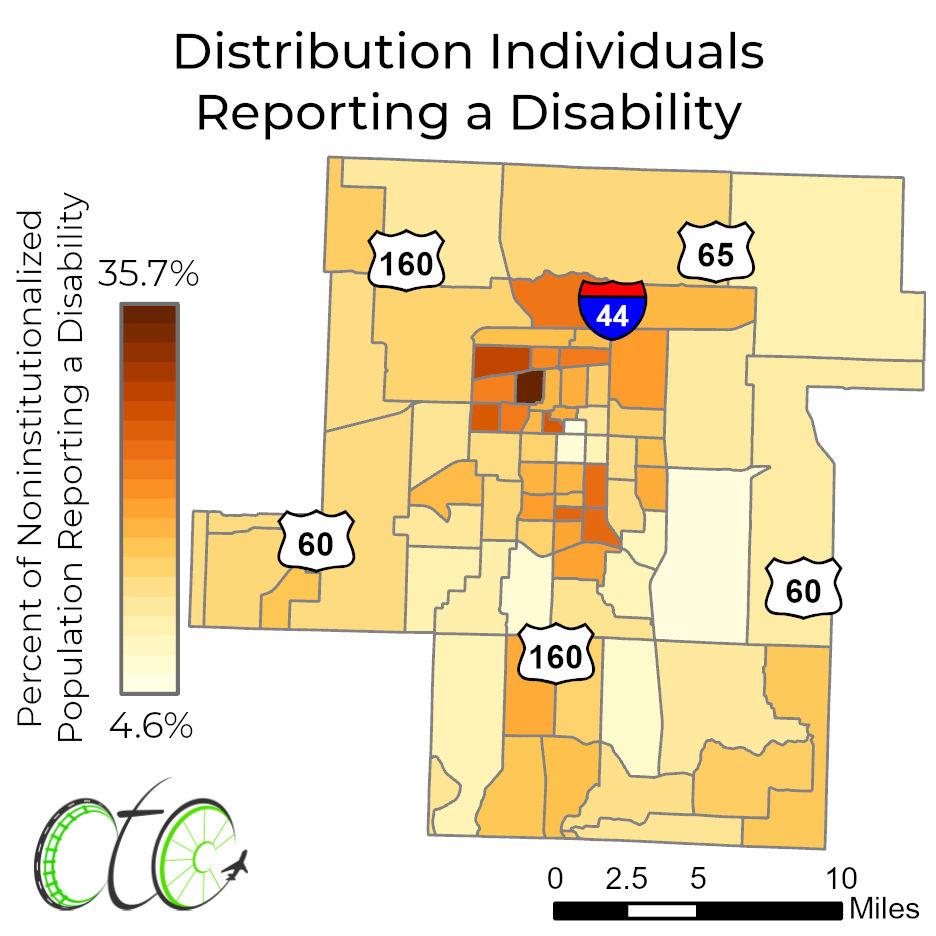 Distribution Individuals
Reporting a Disability
Percent of Noninstitutionalized
Population Reporting a Disability
35.7%
4.6%
160
65
44
60
60
160
cto
0 2.5 5 10
Miles